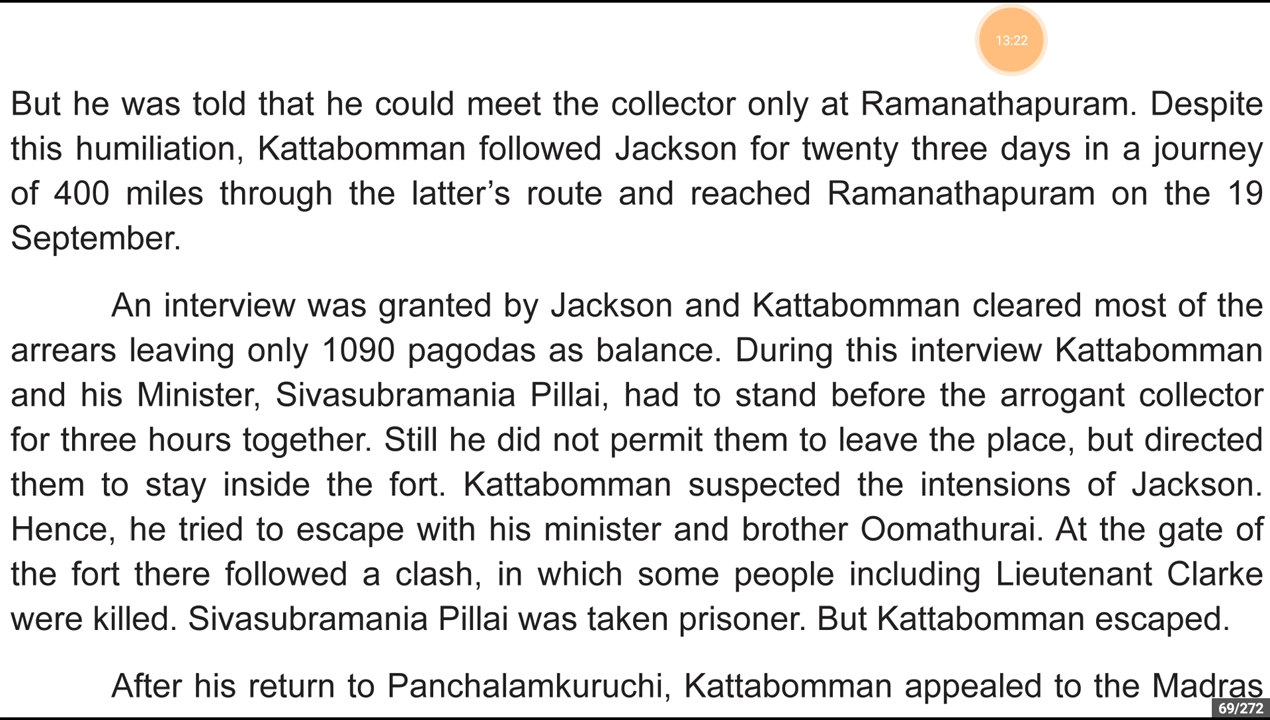 13:22
But he was told that he could meet the collector only at Ramanathapuram. Despite
this humiliation, Kattabomman followed Jackson for twenty three days in a journey
of 400 miles through the latter’s route and reached Ramanathapuram on the 19
September.
An interview was granted by Jackson and Kattabomman cleared most of the
arrears leaving only 1090 pagodas as balance. During this interview Kattabomman
and his Minister, Sivasubramania Pillai, had to stand before the arrogant collector
for three hours together. Still he did not permit them to leave the place, but directed
them to stay inside the fort. Kattabomman suspected the intensions of Jackson.
Hence, he tried to escape with his minister and brother Oomathurai. At the gate of
the fort there followed a clash, in which some people including Lieutenant Clarke
were killed. Sivasubramania Pillai was taken prisoner. But Kattabomman escaped.
After his return to Panchalamkuruchi, Kattabomman appealed to the Madras
69/272